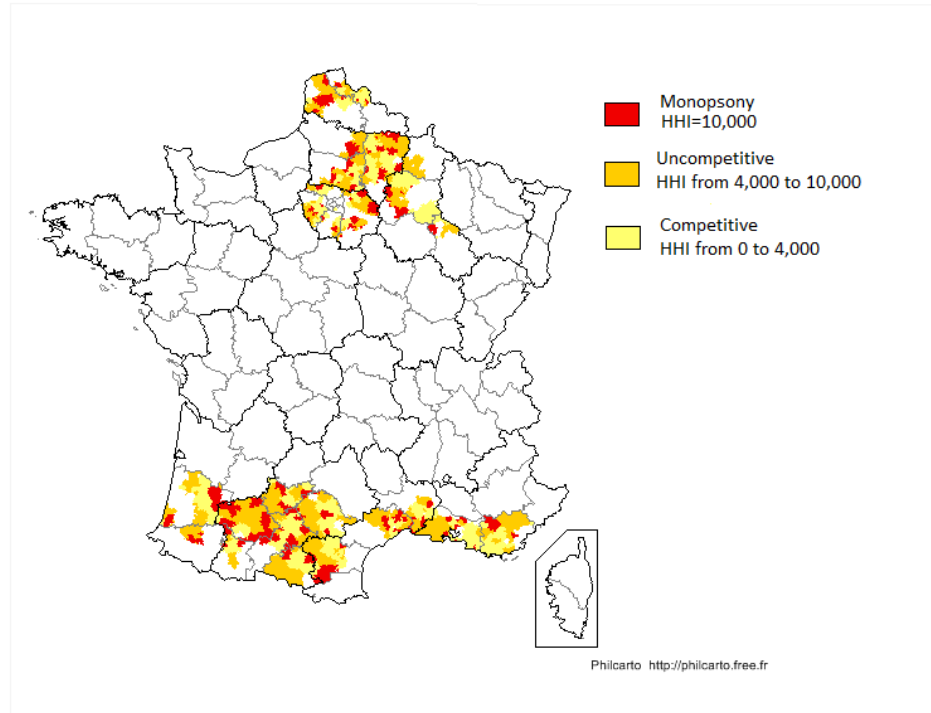 Monopsony
HHI=10,000
Uncompetitive
HHI from 4,000 to 10,000
Competitive
HHI from 0 to 4,000
Philcarto http://philcarto.free.fr